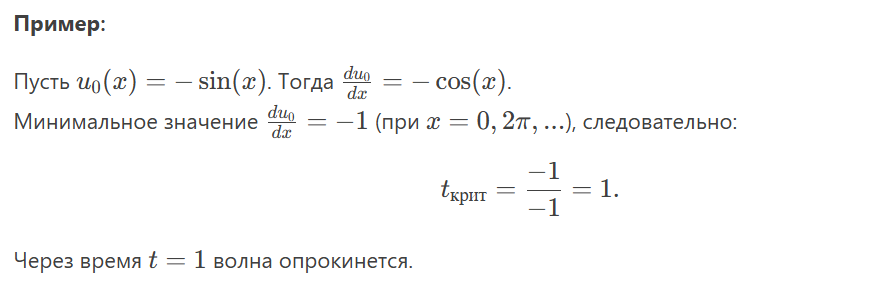 Пример:
Пусть $u_0(x) = -\sin(x)$. Тогда $\frac{du_0}{dx} = -\cos(x)$.
Минимальное значение $\frac{du_0}{dx} = -1$ (при $x = 0, 2\pi, \ldots$), следовательно:
$t_{\text{крит}} = \frac{-1}{-1} = 1.$
Через время $t = 1$ волна опрокинется.